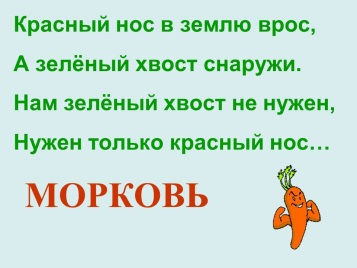 Красный нос в землю врос,
А зелёный хвост снаружи.
Нам зелёный хвост не нужен,
Нужен только красный нос…
МОРКОВЬ